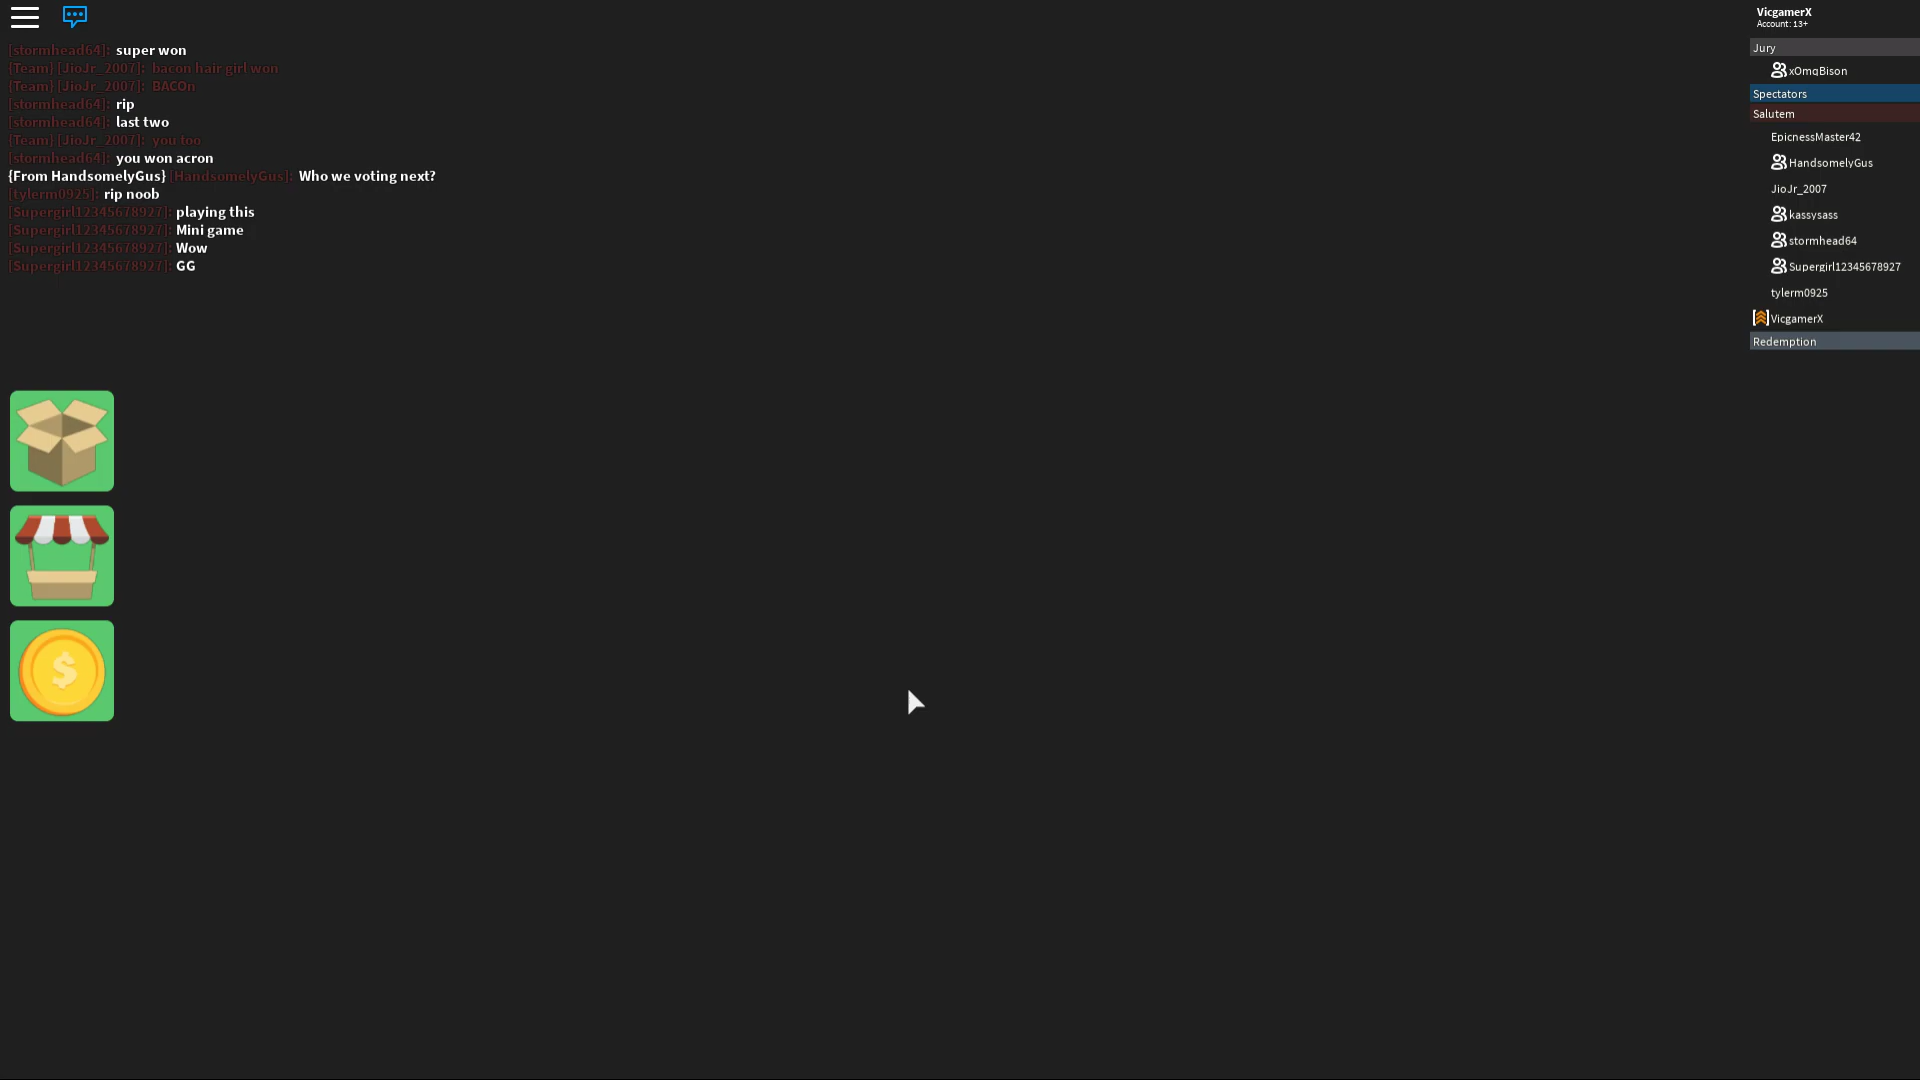 [stormhead64]: super won
{Team} [JioJr_2007]: bacon hair girl won
{Team} [JioJr_2007]: BACOn
[stormhead64]: rip
[stormhead64]: last two
{Team} [JioJr_2007]: you too
[stormhead64]: you won acron
{From HandsomelyGus} [HandsomelyGus]: Who we voting next?
[tylerm0925]: rip noob
[Supergirl12345678927]: playing this
[Supergirl12345678927]: Mini game
[Supergirl12345678927]: Wow
[Supergirl12345678927]: GG
$
VicgamerX
Account: 13+
Jury
xOmgBison
Spectators
Salutem
EpicnessMaster42
HandsomelyGus
JioJr_2007
kassysass
stormhead64
Supergirl12345678927
tylerm0925
VicgamerX
Redemption